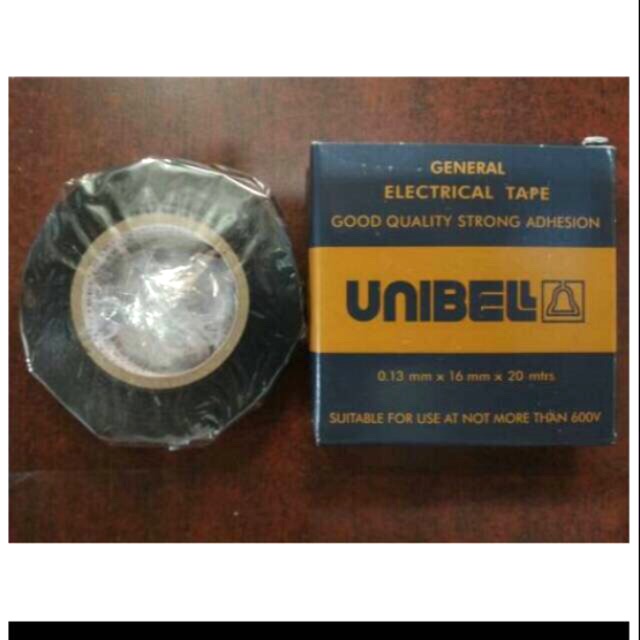 GENERAL
ELECTRICAL TAPE
GOOD QUALITY STRONG ADHESION
UNIBELL
0.13 mm x 16 mm x 20 mtrs
SUITABLE FOR USE AT NOT MORE THAN 600V